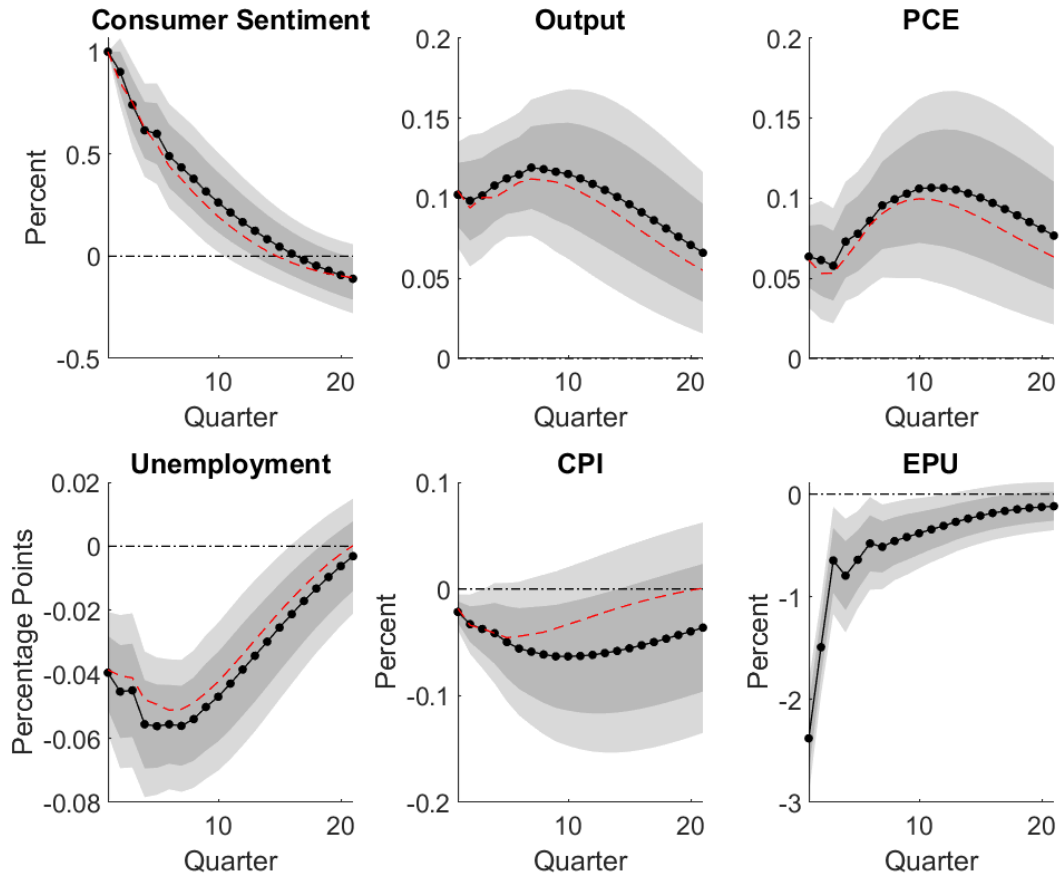 Consumer Sentiment
Output
PCE
1
0.5
0
-0.5
Percent
10
20
Quarter
0.2
0.15
0.1
0.05
0
10
20
Quarter
0.2
0.15
0.1
0.05
0
10
20
Quarter
Unemployment
CPI
EPU
0.02
0
-0.02
-0.04
-0.06
-0.08
Percentage Points
10
20
Quarter
0.1
0
-0.1
-0.2
Percent
10
20
Quarter
0
-1
-2
-3
Percent
10
20
Quarter